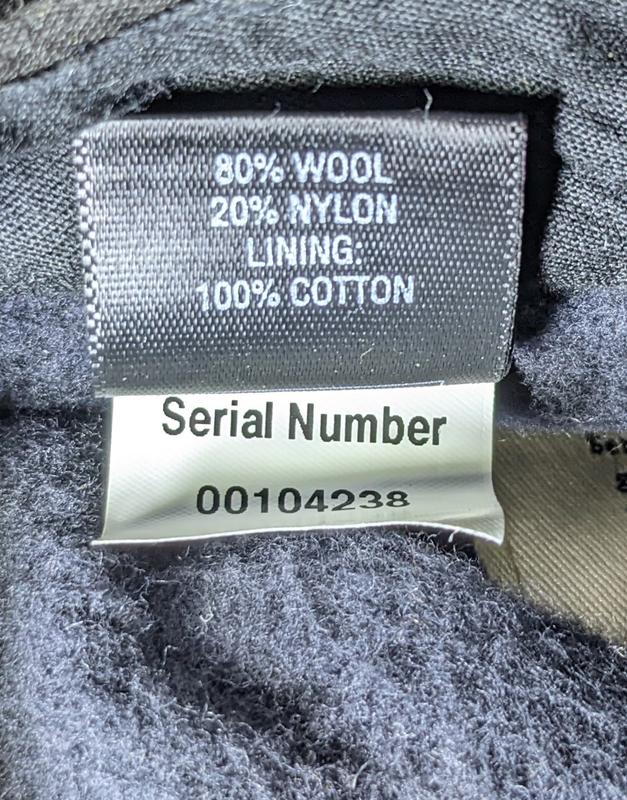 80% WOOL
20% NYLON
LINING:
100% COTTON
Serial Number
00104238